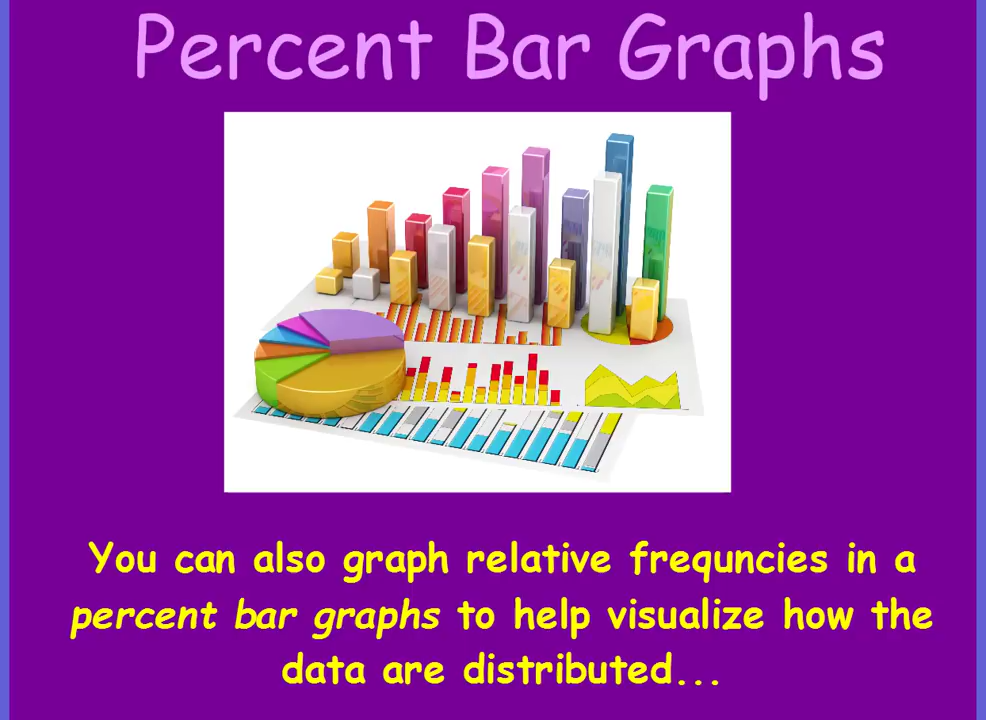 Percent Bar Graphs
You can also graph relative frequncies in a
percent bar graphs to help visualize how the
data are distributed...